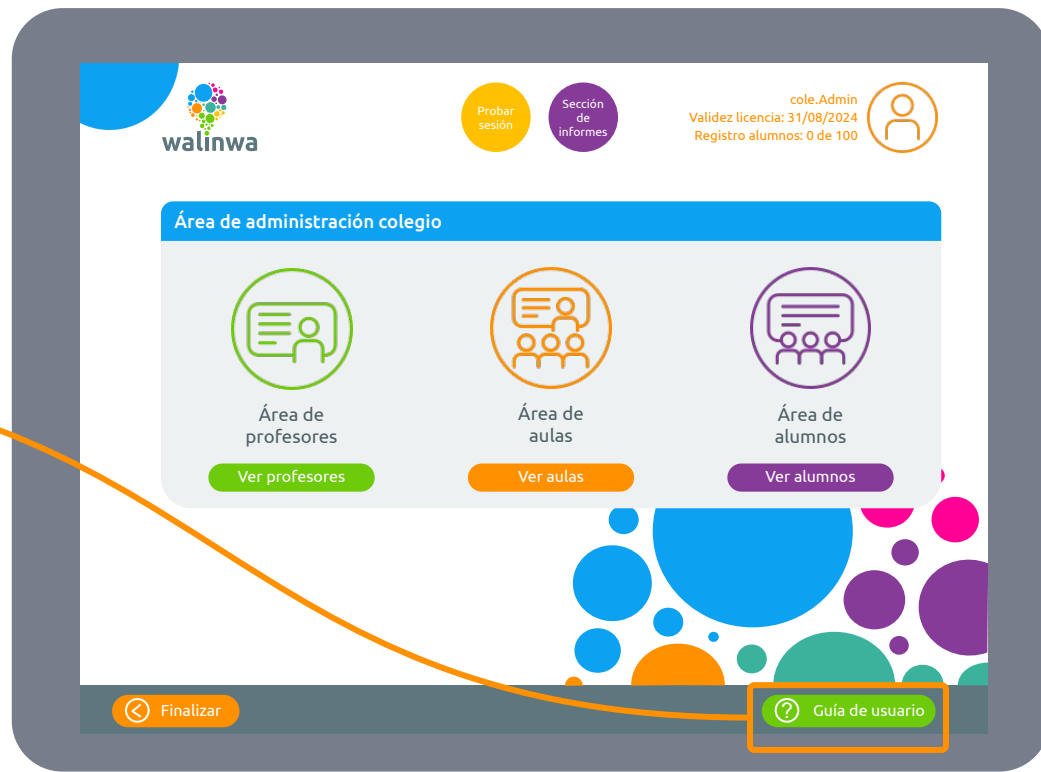 walinwa
Probar
sesión
Sección
de
informes
cole.Admin
Validez licencia: 31/08/2024
Registro alumnos: 0 de 100
Área de administración colegio
Área de
profesores
Ver profesores
Área de
aulas
Ver aulas
Área de
alumnos
Ver alumnos
Finalizar
Guía de usuario